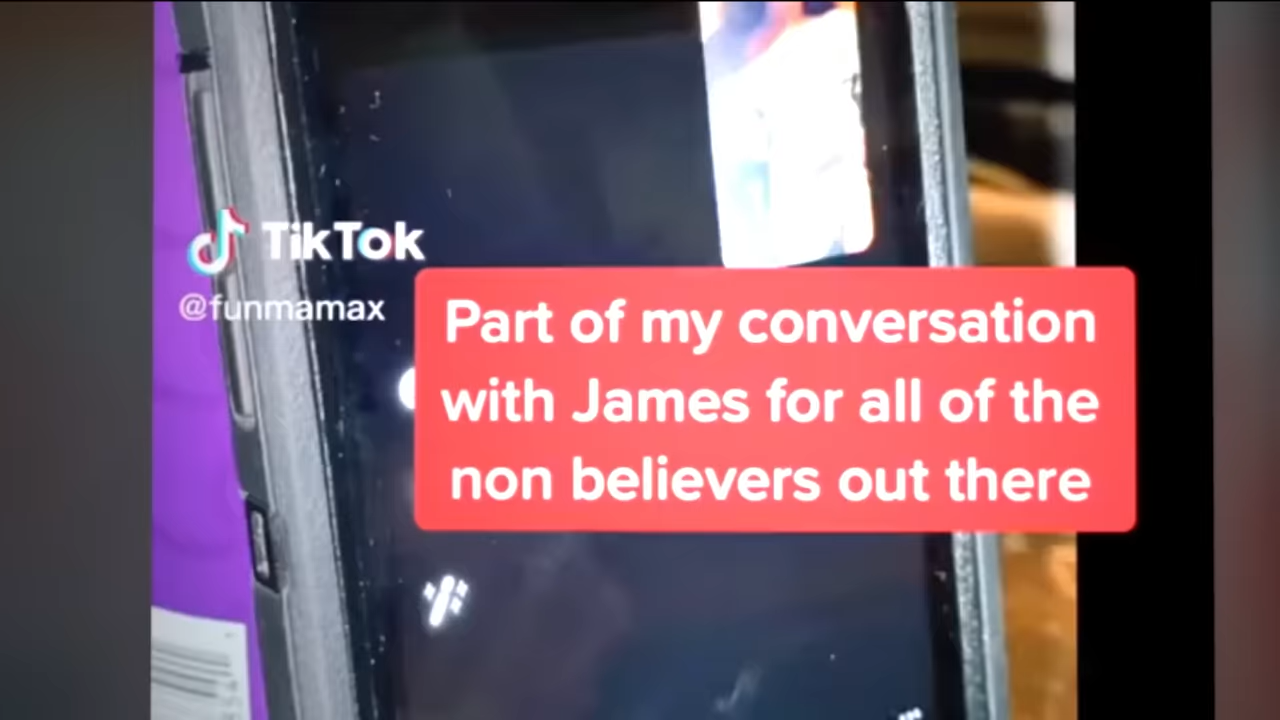 TikTok
@funmamax
Part of my conversation
with James for all of the
non believers out there